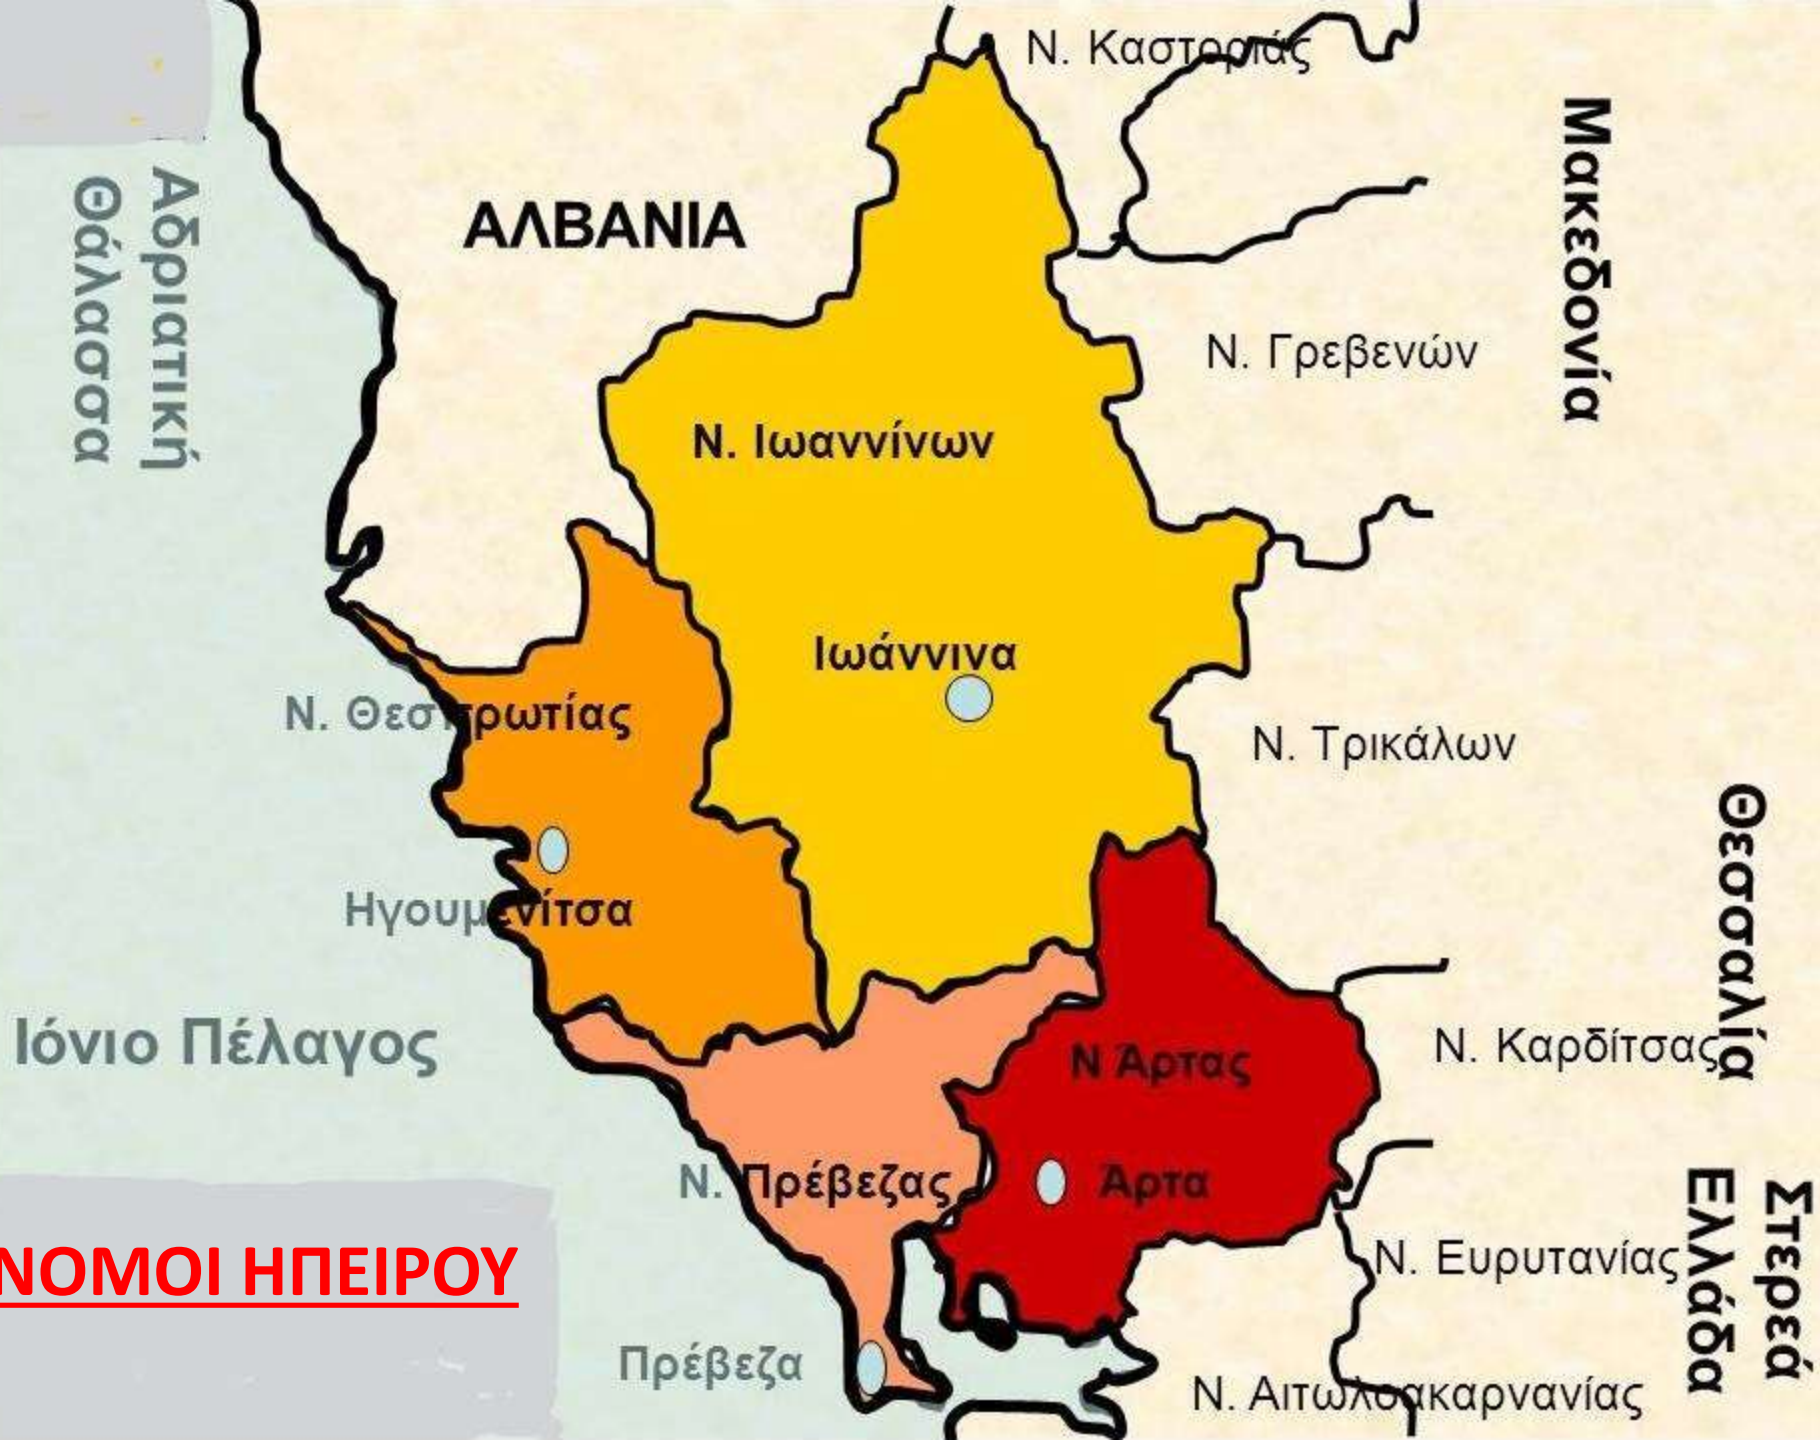 Ν. Καστοριάς
Μακεδονία
Αδριατική
Θάλασσα
ΑΛΒΑΝΙΑ
Ν. Γρεβενών
Ν. Ιωαννίνων
Ιωάννινα
Ν. Θεσπρωτίας
Ν. Τρικάλων
Θεσσαλία
Ηγουμενίτσα
Ιόνιο Πέλαγος
Ν. Καρδίτσας
Ν Άρτας
Ν. Πρέβεζας
Άρτα
Στερεά
Ελλάδα
ΝΟΜΟΙ ΗΠΕΙΡΟΥ
Ν. Ευρυτανίας
Πρέβεζα
Ν. Αιτωλοακαρνανίας